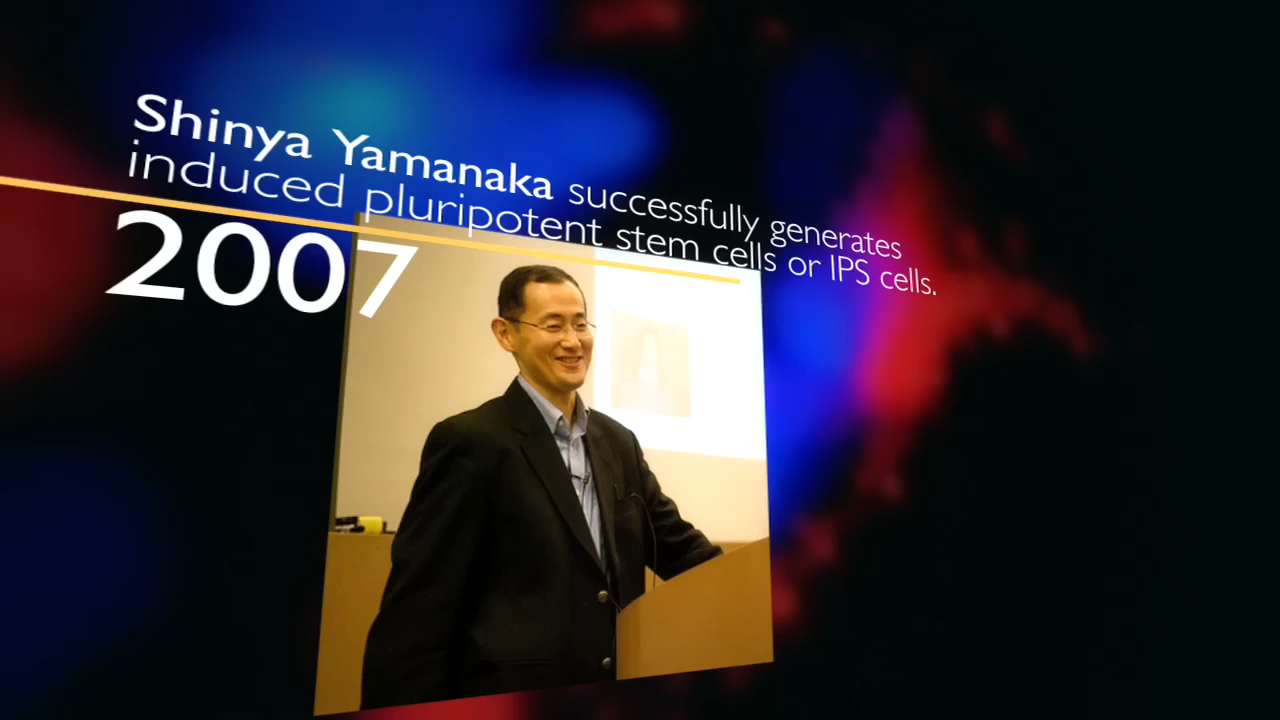 Shinya Yamanaka successfully generates
induced pluripotent stem cells or IPS cells.
2007